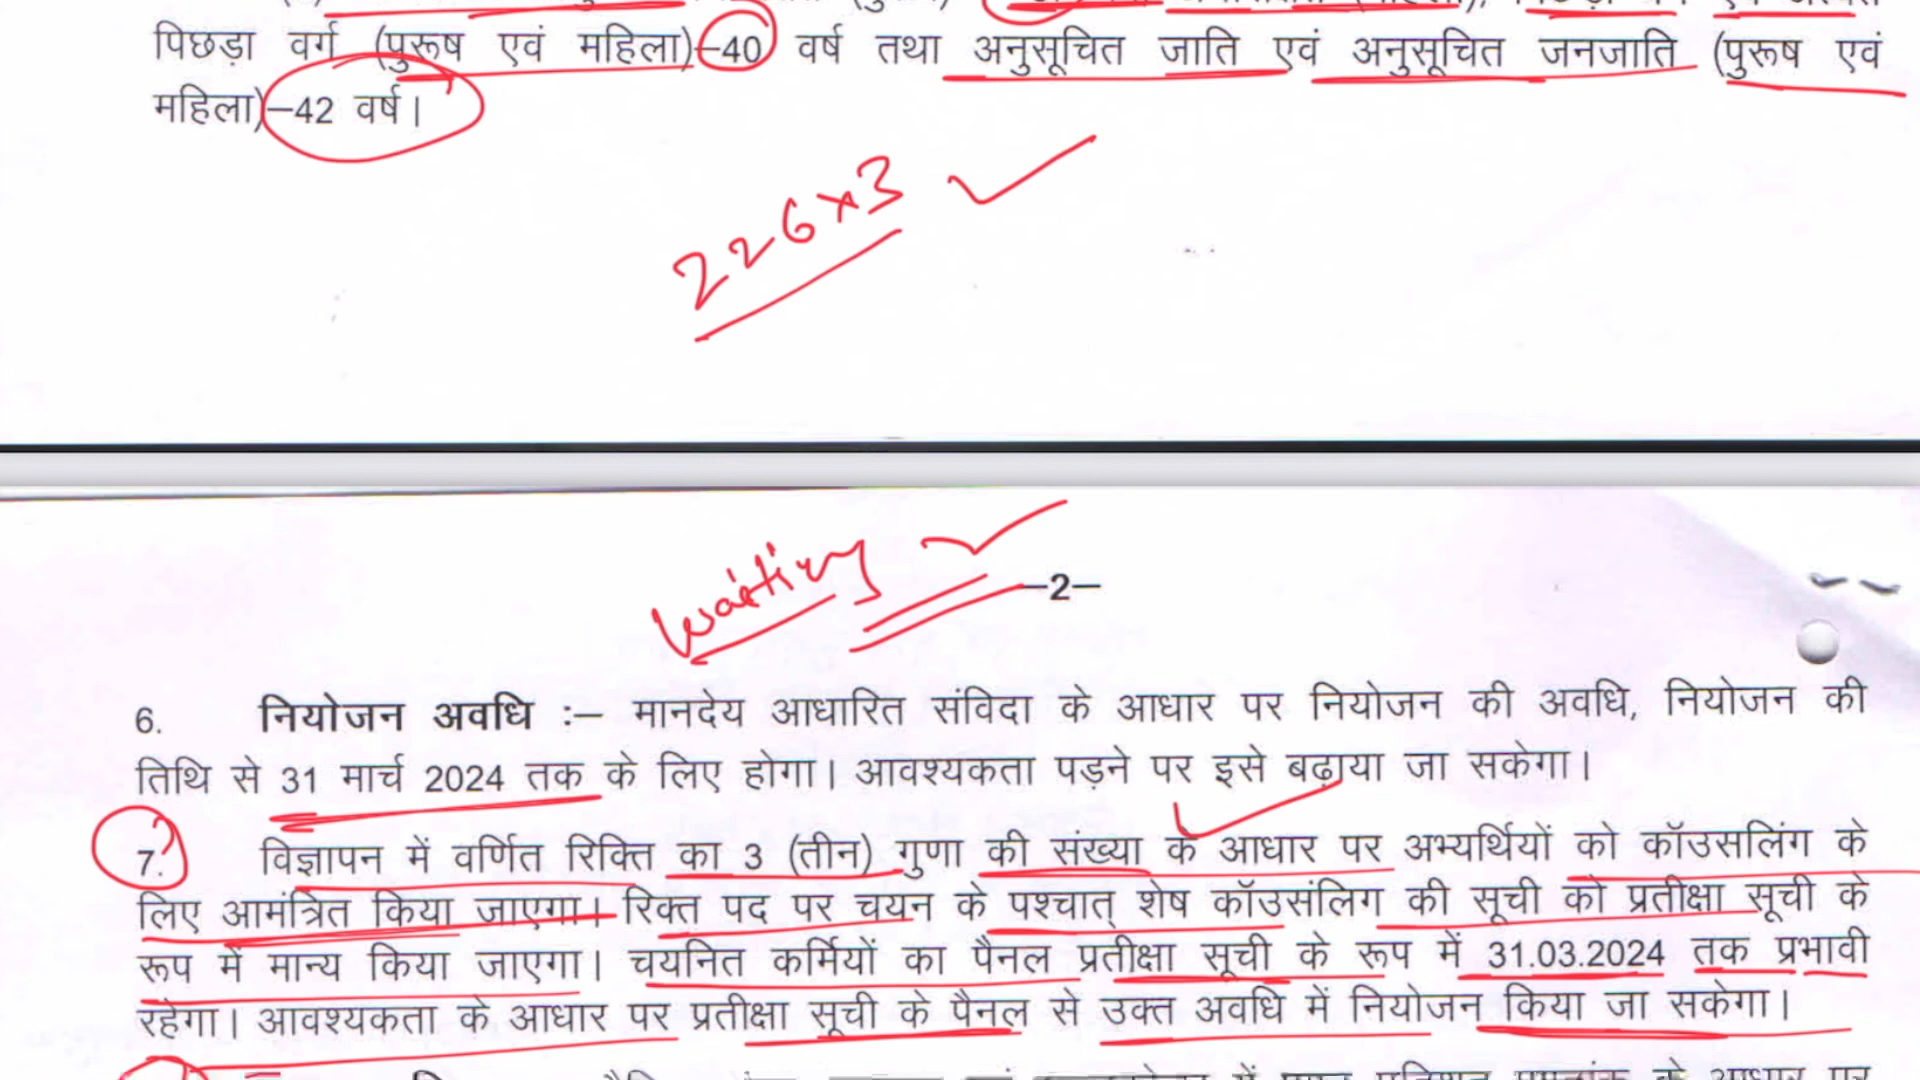 पिछड़ा वर्ग (पुरूष एवं महिला)–40 वर्ष तथा अनुसूचित जाति एवं अनुसूचित जनजाति (पुरूष एवं
महिला)–42 वर्ष।
226×3
waiting
–2–
6. नियोजन अवधि :– मानदेय आधारित संविदा के आधार पर नियोजन की अवधि, नियोजन की
तिथि से 31 मार्च 2024 तक के लिए होगा। आवश्यकता पड़ने पर इसे बढ़ाया जा सकेगा।
7. विज्ञापन में वर्णित रिक्ति का 3 (तीन) गुणा की संख्या के आधार पर अभ्यर्थियों को कॉउसलिंग के
लिए आमंत्रित किया जाएगा। रिक्त पद पर चयन के पश्चात् शेष कॉउसंलिंग की सूची को प्रतीक्षा सूची के
रूप में मान्य किया जाएगा। चयनित कर्मियों का पैनल प्रतीक्षा सूची के रूप में 31.03.2024 तक प्रभावी
रहेगा। आवश्यकता के आधार पर प्रतीक्षा सूची के पैनल से उक्त अवधि में नियोजन किया जा सकेगा।